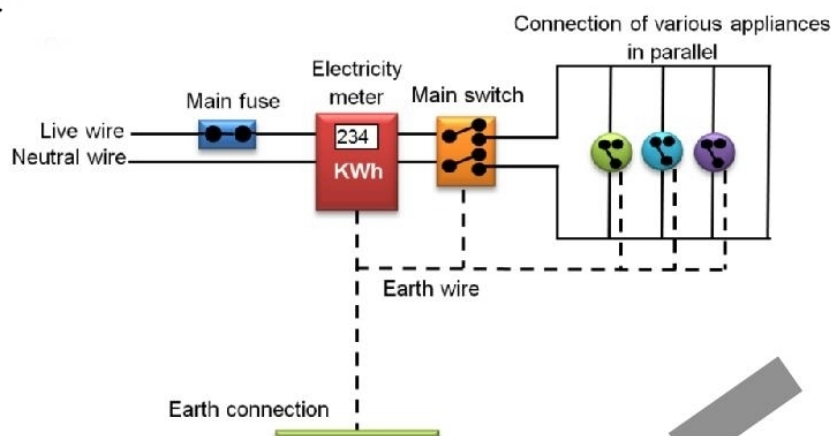 Connection of various appliances
in parallel
Electricity
meter
Main fuse
Main switch
Live wire
Neutral wire
234
KWh
Earth wire
Earth connection